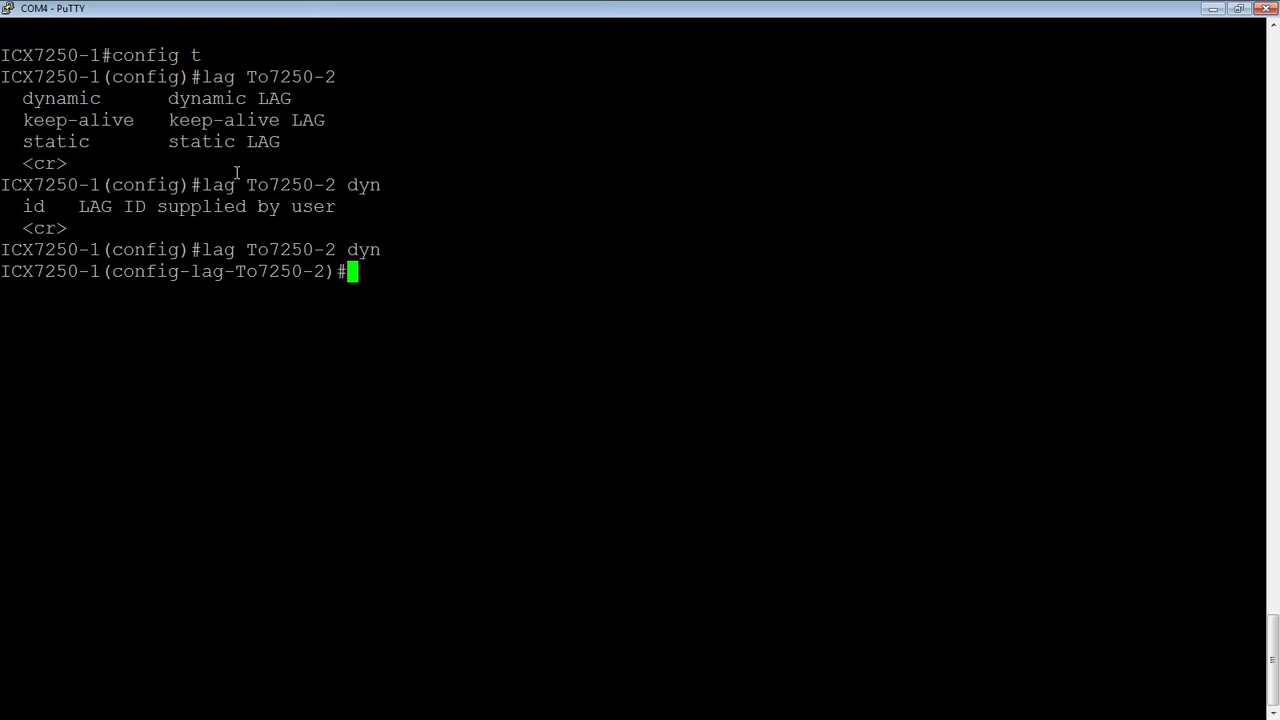 COM4 - PuTTY
ICX7250-1#config t
ICX7250-1(config)#lag To7250-2
  dynamic      dynamic LAG
  keep-alive   keep-alive LAG
  static       static LAG
  <cr>
ICX7250-1(config)#lag To7250-2 dyn
  id   LAG ID supplied by user
  <cr>
ICX7250-1(config)#lag To7250-2 dyn
ICX7250-1(config-lag-To7250-2)#